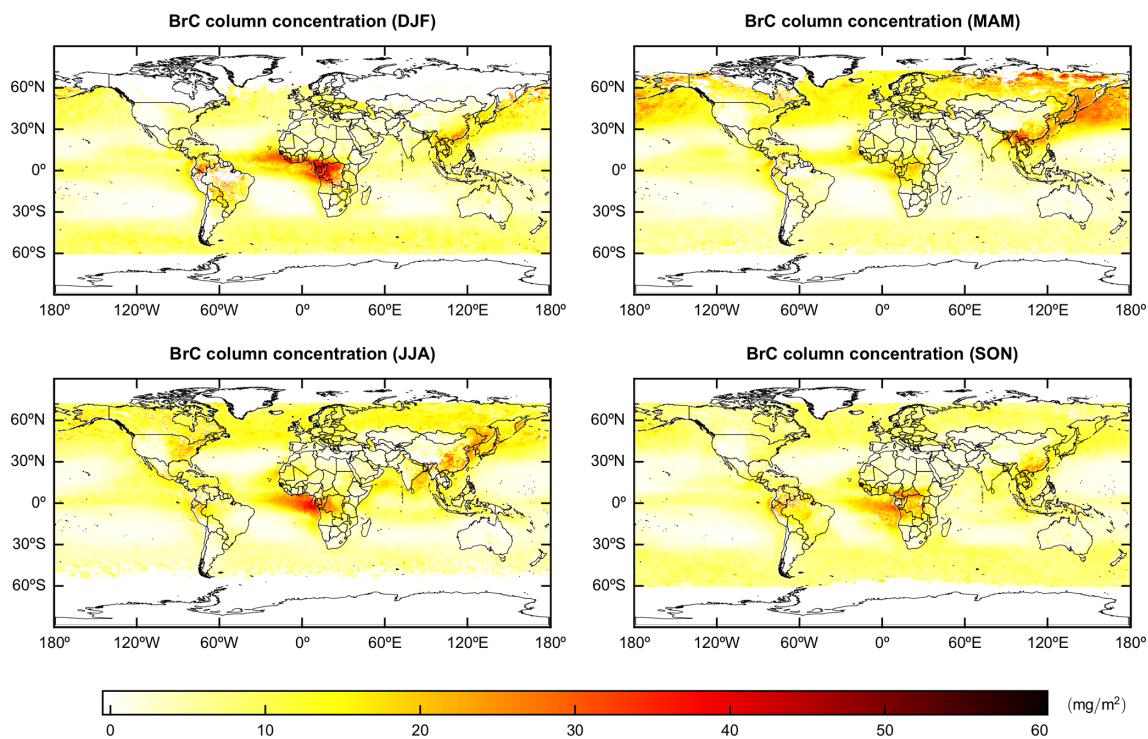 BrC column concentration (DJF)
BrC column concentration (MAM)
60ºN
30ºN
0º
30ºS
60ºS
180º 120ºW 60ºW 0º 60ºE 120ºE 180º
60ºN
30ºN
0º
30ºS
60ºS
180º 120ºW 60ºW 0º 60ºE 120ºE 180º
BrC column concentration (JJA)
BrC column concentration (SON)
60ºN
30ºN
0º
30ºS
60ºS
180º 120ºW 60ºW 0º 60ºE 120ºE 180º
60ºN
30ºN
0º
30ºS
60ºS
180º 120ºW 60ºW 0º 60ºE 120ºE 180º
(mg/m²)
0 10 20 30 40 50 60